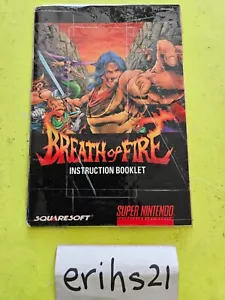 BREATH OF FIRE
INSTRUCTION BOOKLET
SQUARESOFT
SUPER NINTENDO
erihs21